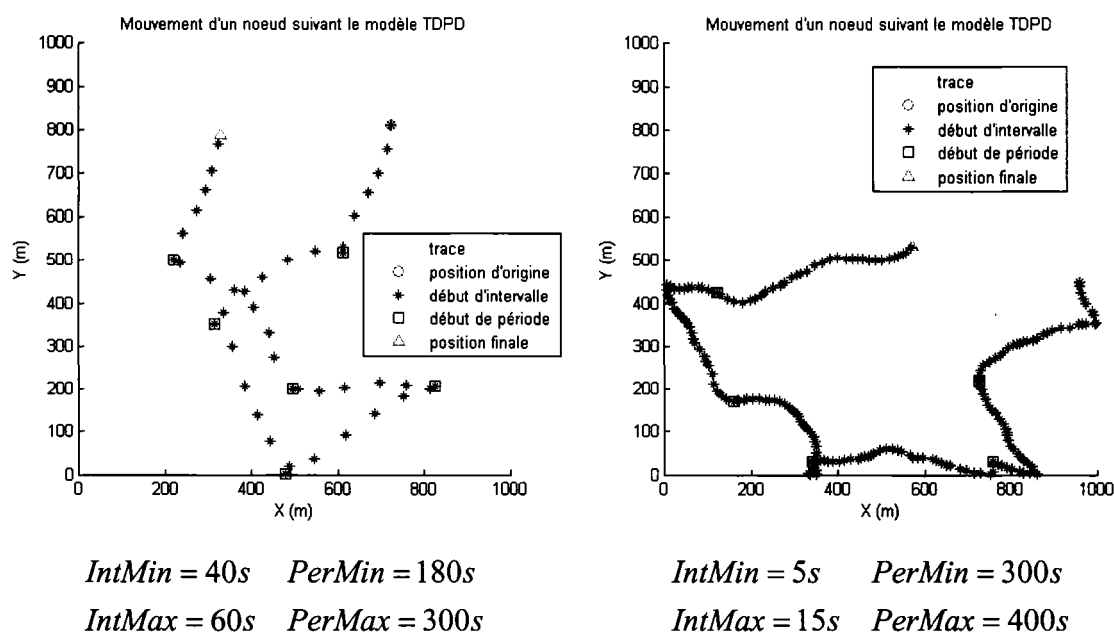 Mouvement d'un noeud suivant le modèle TDPD
1000
900
800
700
600
500
400
300
200
100
0
Y (m)
0 200 400 600 800 1000
X (m)
trace
position d'origine
début d'intervalle
début de période
position finale
IntMin = 40s PerMin = 180s
IntMax = 60s PerMax = 300s
Mouvement d'un noeud suivant le modèle TDPD
1000
900
800
700
600
500
400
300
200
100
0
Y (m)
0 200 400 600 800 1000
X (m)
trace
position d'origine
début d'intervalle
début de période
position finale
IntMin = 5s PerMin = 300s
IntMax = 15s PerMax = 400s